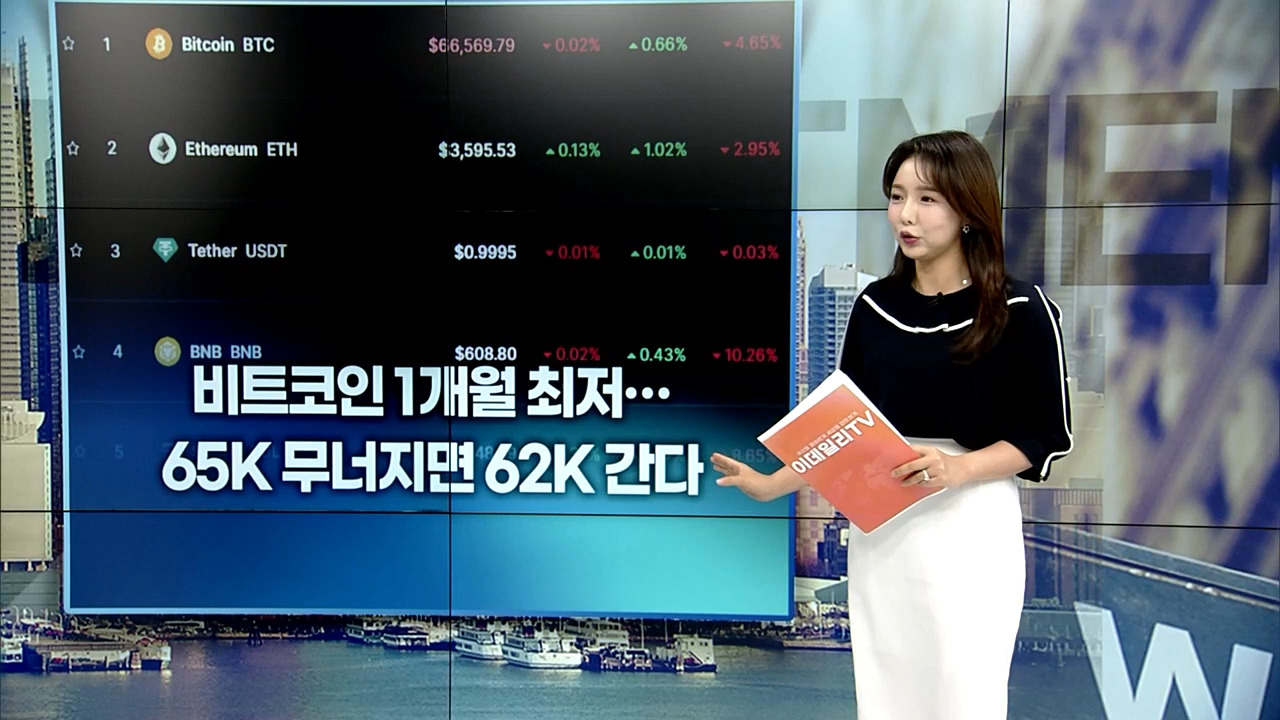 1 Bitcoin BTC $66,569.79 0.02% 0.66% 4.65%
2 Ethereum ETH $3,595.53 0.13% 1.02% 2.95%
3 Tether USDT $0.9995 0.01% 0.01% 0.03%
4 BNB BNB $608.80 0.02% 0.43% 10.26%
비트코인 1개월 최저…
65K 무너지면 62K 간다
5
이데일리TV
TMEN
W